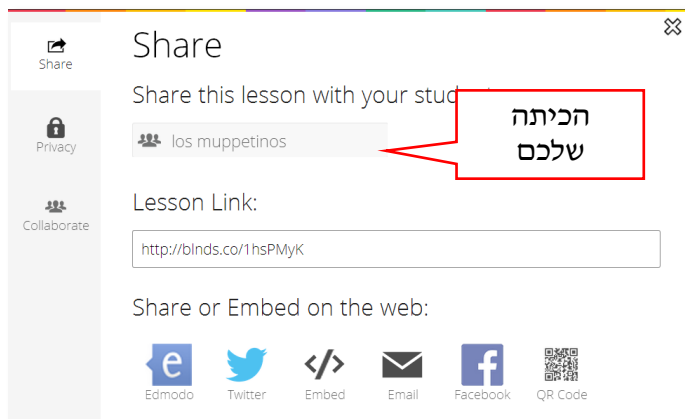 Share
Share
Share this lesson with your
los muppetinos
הכיתה
שלכם
Privacy
Collaborate
Lesson Link:
http://blnds.co/1hsPMyK
Share or Embed on the web:
Edmodo
Twitter
Embed
Email
Facebook
QR Code